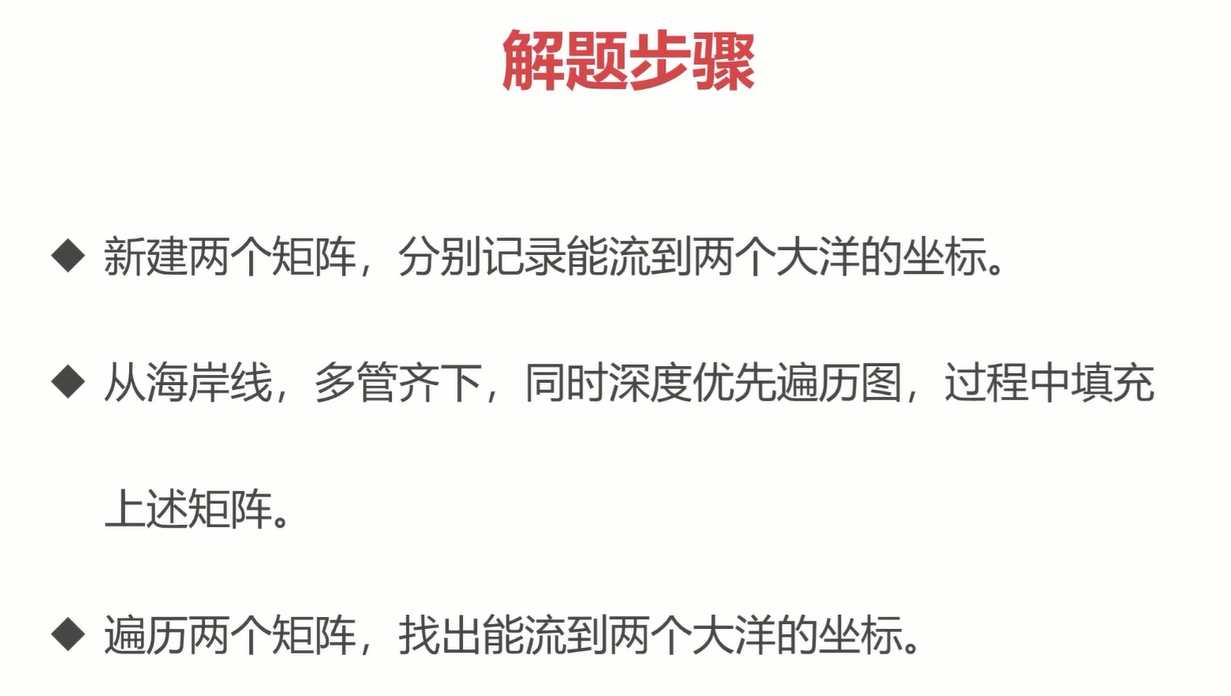 解题步骤
◆ 新建两个矩阵，分别记录能流到两个大洋的坐标。
◆ 从海岸线，多管齐下，同时深度优先遍历图，过程中填充
上述矩阵。
◆ 遍历两个矩阵，找出能流到两个大洋的坐标。